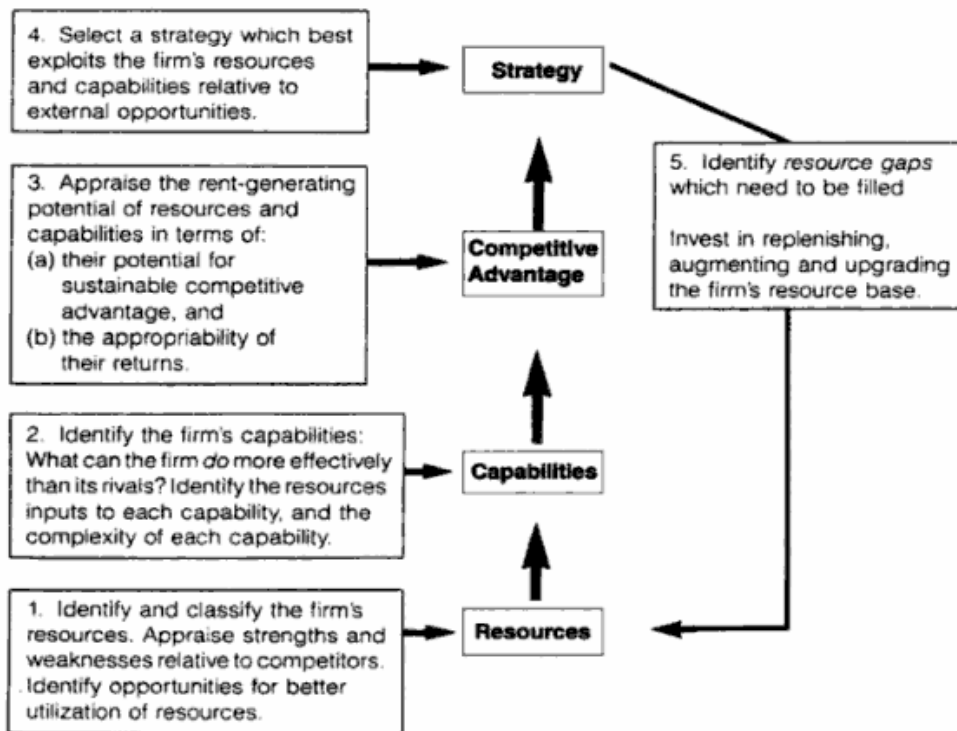 4. Select a strategy which best
exploits the firm's resources
and capabilities relative to
external opportunities.
Strategy
3. Appraise the rent-generating
potential of resources and
capabilities in terms of:
(a) their potential for
sustainable competitive
advantage, and
(b) the appropriability of
their returns.
Competitive
Advantage
5. Identify resource gaps
which need to be filled
Invest in replenishing,
augmenting and upgrading
the firm's resource base.
2. Identify the firm's capabilities:
What can the firm do more effectively
than its rivals? Identify the resources
inputs to each capability, and the
complexity of each capability.
Capabilities
1. Identify and classify the firm's
resources. Appraise strengths and
weaknesses relative to competitors.
Identify opportunities for better
utilization of resources.
Resources